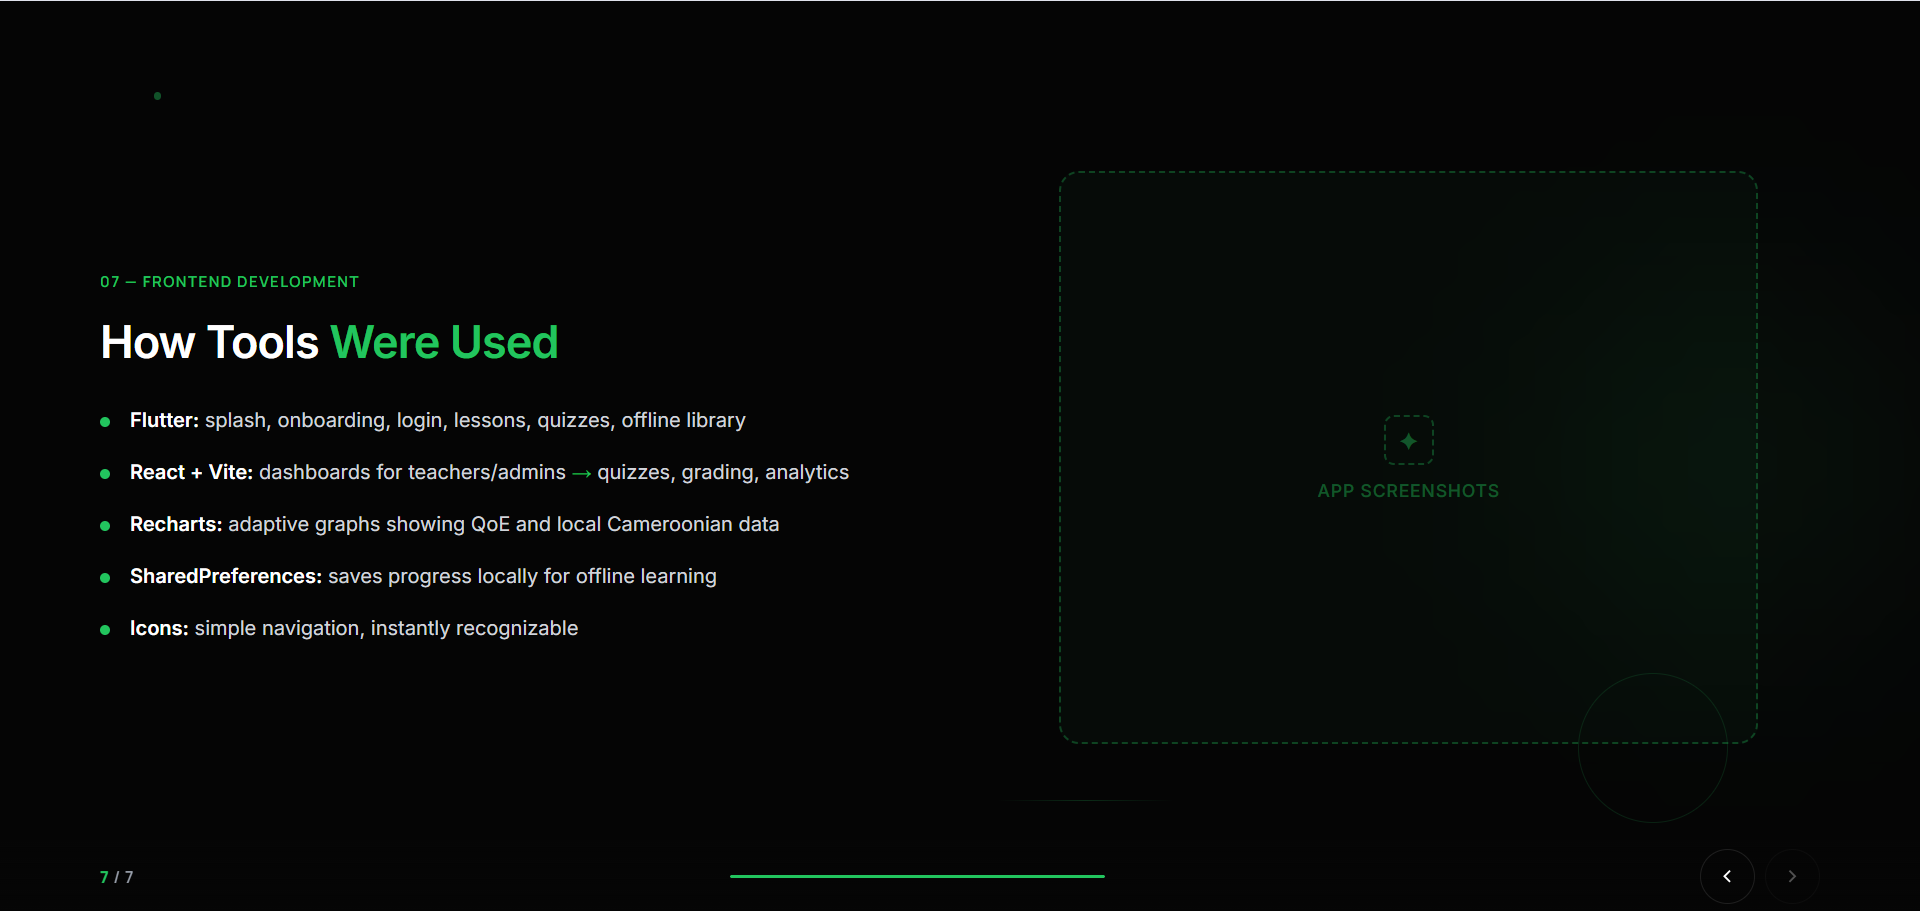 07 — FRONTEND DEVELOPMENT
How Tools Were Used
Flutter: splash, onboarding, login, lessons, quizzes, offline library
React + Vite: dashboards for teachers/admins → quizzes, grading, analytics
Recharts: adaptive graphs showing QoE and local Cameroonian data
SharedPreferences: saves progress locally for offline learning
Icons: simple navigation, instantly recognizable
APP SCREENSHOTS
7 / 7